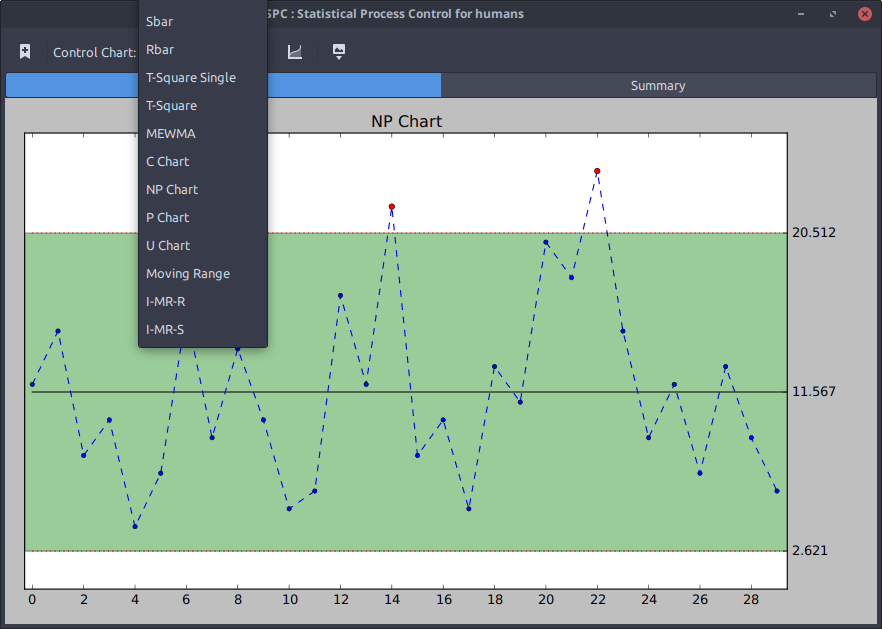 SPC : Statistical Process Control for humans
Control Chart:
Sbar
Rbar
T-Square Single
T-Square
MEWMA
C Chart
NP Chart
P Chart
U Chart
Moving Range
I-MR-R
I-MR-S
Summary
NP Chart
20.512
11.567
2.621
0 2 4 6 8 10 12 14 16 18 20 22 24 26 28